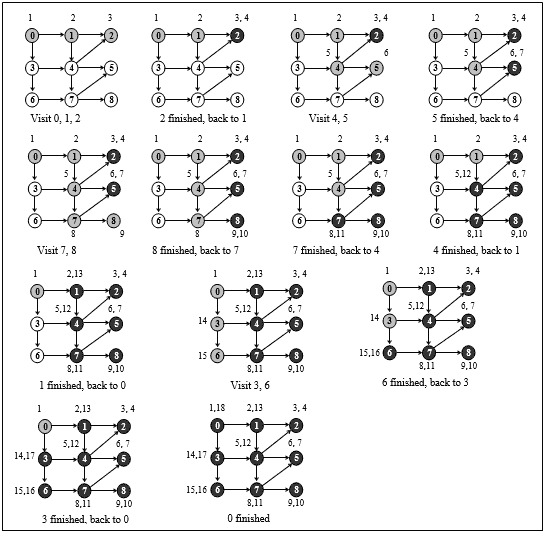 1 2 3
0 1 2
3 4 5
6 7 8
Visit 0, 1, 2
1 2 3, 4
0 1 2
3 4 5
6 7 8
2 finished, back to 1
1 2 3, 4
0 1 2
5 6
3 4 5
6 7 8
Visit 4, 5
1 2 3, 4
0 1 2
5 6, 7
3 4 5
6 7 8
5 finished, back to 4
1 2 3, 4
0 1 2
5 6, 7
3 4 5
6 7 8
8 9
Visit 7, 8
1 2 3, 4
0 1 2
5 6, 7
3 4 5
6 7 8
8 9,10
8 finished, back to 7
1 2 3, 4
0 1 2
5 6, 7
3 4 5
6 7 8
8,11 9,10
7 finished, back to 4
1 2 3, 4
0 1 2
5,12 6, 7
3 4 5
6 7 8
8,11 9,10
4 finished, back to 1
1 2,13 3, 4
0 1 2
5,12 6, 7
3 4 5
6 7 8
8,11 9,10
1 finished, back to 0
1 2,13 3, 4
0 1 2
5,12 6, 7
14 3 4 5
15 6 7 8
8,11 9,10
Visit 3, 6
1 2,13 3, 4
0 1 2
5,12 6, 7
14 3 4 5
15,16 6 7 8
8,11 9,10
6 finished, back to 3
1 2,13 3, 4
0 1 2
5,12 6, 7
14,17 3 4 5
15,16 6 7 8
8,11 9,10
3 finished, back to 0
1,18 2,13 3, 4
0 1 2
5,12 6, 7
14,17 3 4 5
15,16 6 7 8
8,11 9,10
0 finished